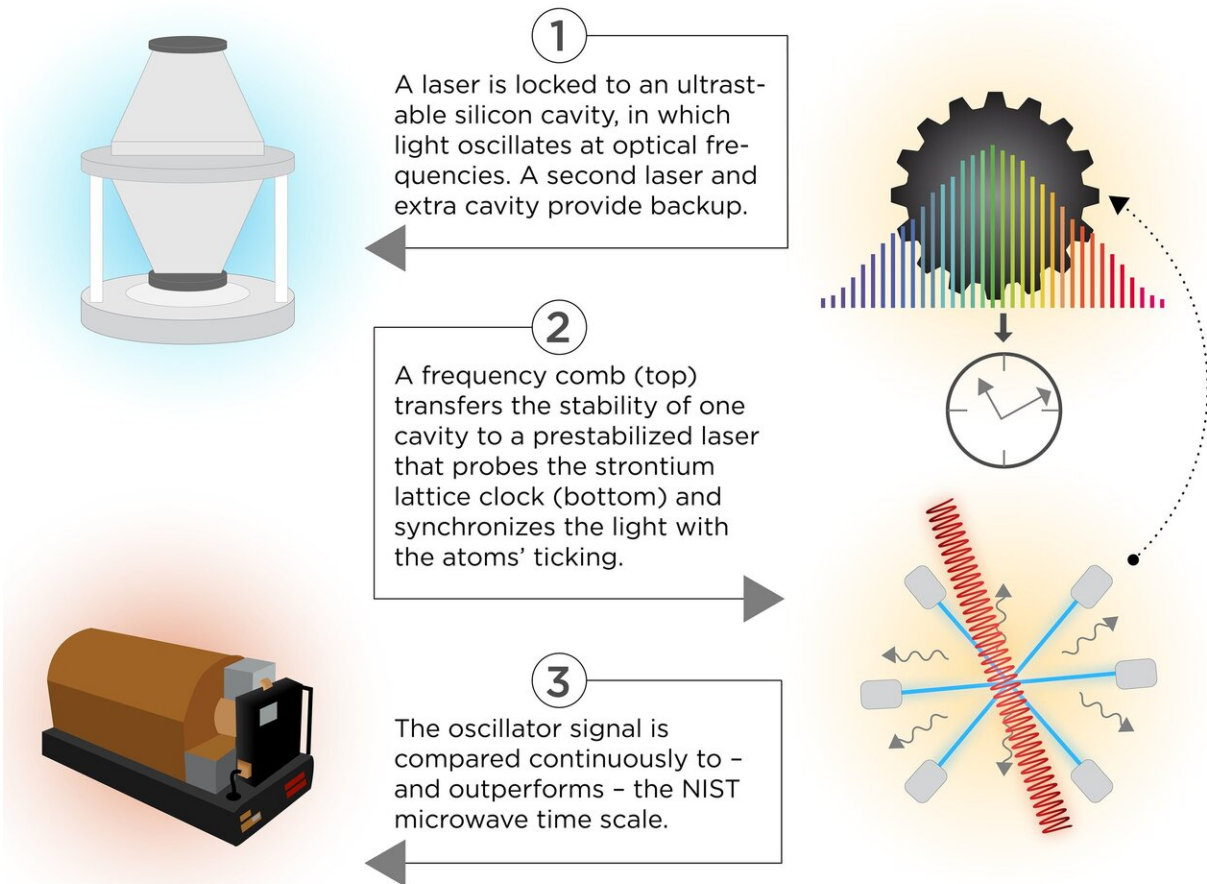 1
A laser is locked to an ultrast-
able silicon cavity, in which
light oscillates at optical fre-
quencies. A second laser and
extra cavity provide backup.
2
A frequency comb (top)
transfers the stability of one
cavity to a prestabilized laser
that probes the strontium
lattice clock (bottom) and
synchronizes the light with
the atoms’ ticking.
3
The oscillator signal is
compared continuously to –
and outperforms – the NIST
microwave time scale.